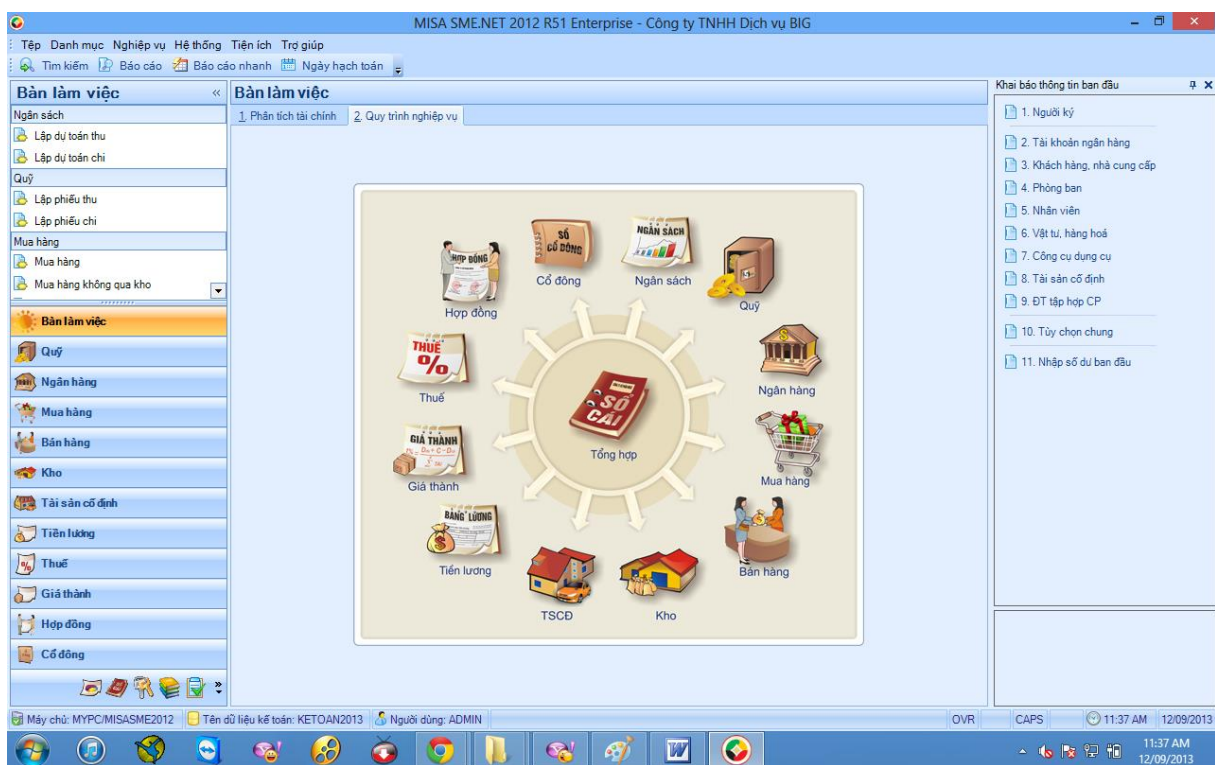 MISA SME.NET 2012 R51 Enterprise - Công ty TNHH Dịch vụ BIG
Tệp Danh mục Nghiệp vụ Hệ thống Tiện ích Trợ giúp
Tìm kiếm Báo cáo Báo cáo nhanh Ngày hạch toán
Bàn làm việc
Ngân sách
Lập dự toán thu
Lập dự toán chi
Quỹ
Lập phiếu thu
Lập phiếu chi
Mua hàng
Mua hàng
Mua hàng không qua kho
Bàn làm việc
Quỹ
Ngân hàng
Mua hàng
Bán hàng
Kho
Tài sản cố định
Tiền lương
Thuế
Giá thành
Hợp đồng
Cổ đông
Bàn làm việc
1. Phân tích tài chính 2. Quy trình nghiệp vụ
SỔ CỔ ĐÔNG
Cổ đông
NGÂN SÁCH
Ngân sách
HỢP ĐỒNG
Hợp đồng
Quỹ
THUẾ %
Thuế
Ngân hàng
SỔ CÁI
Tổng hợp
GIÁ THÀNH
Giá thành
Mua hàng
BẢNG LƯƠNG
Tiền lương
Bán hàng
TSCĐ
Kho
Khai báo thông tin ban đầu
1. Người ký
2. Tài khoản ngân hàng
3. Khách hàng, nhà cung cấp
4. Phòng ban
5. Nhân viên
6. Vật tư, hàng hoá
7. Công cụ dụng cụ
8. Tài sản cố định
9. ĐT tập hợp CP
10. Tùy chọn chung
11. Nhập số dư ban đầu
Máy chủ: MYPC/MISASME2012 Tên dữ liệu kế toán: KETOAN2013 Người dùng: ADMIN OVR CAPS 11:37 AM 12/09/2013
11:37 AM
12/09/2013